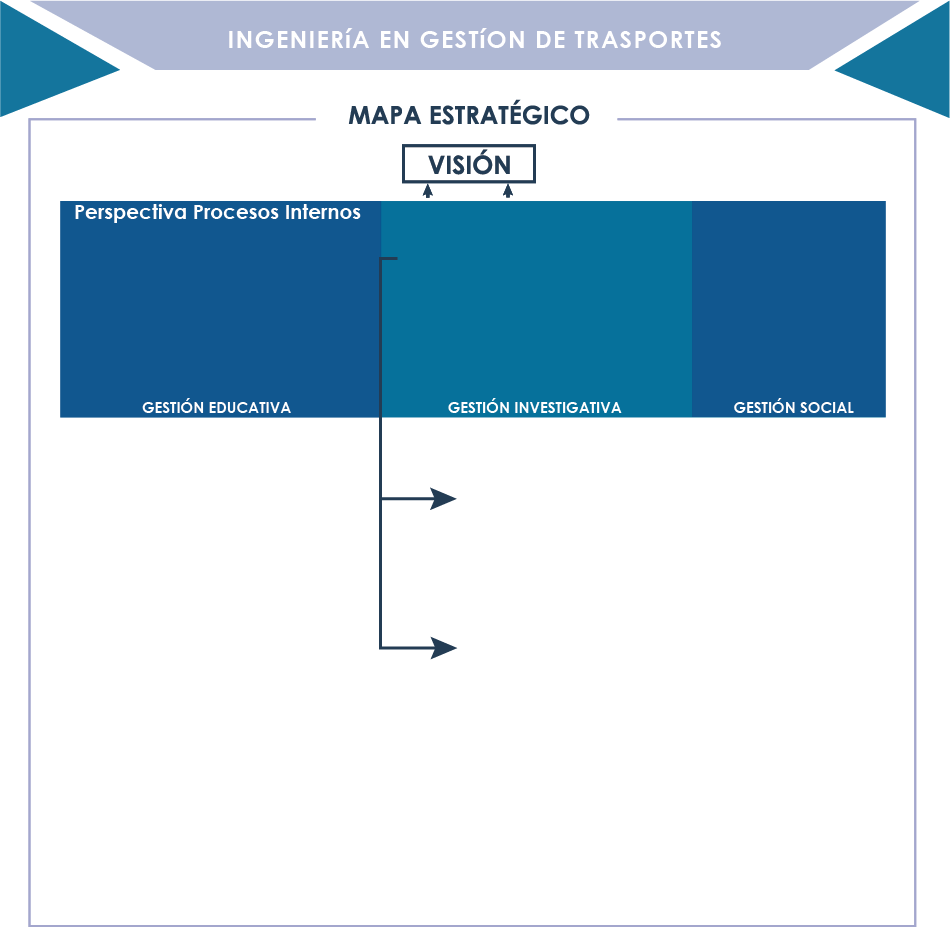 INGENIERíA EN GESTíON DE TRASPORTES
MAPA ESTRATÉGICO
VISIÓN
Perspectiva Procesos Internos
GESTIÓN EDUCATIVA
GESTIÓN INVESTIGATIVA
GESTIÓN SOCIAL